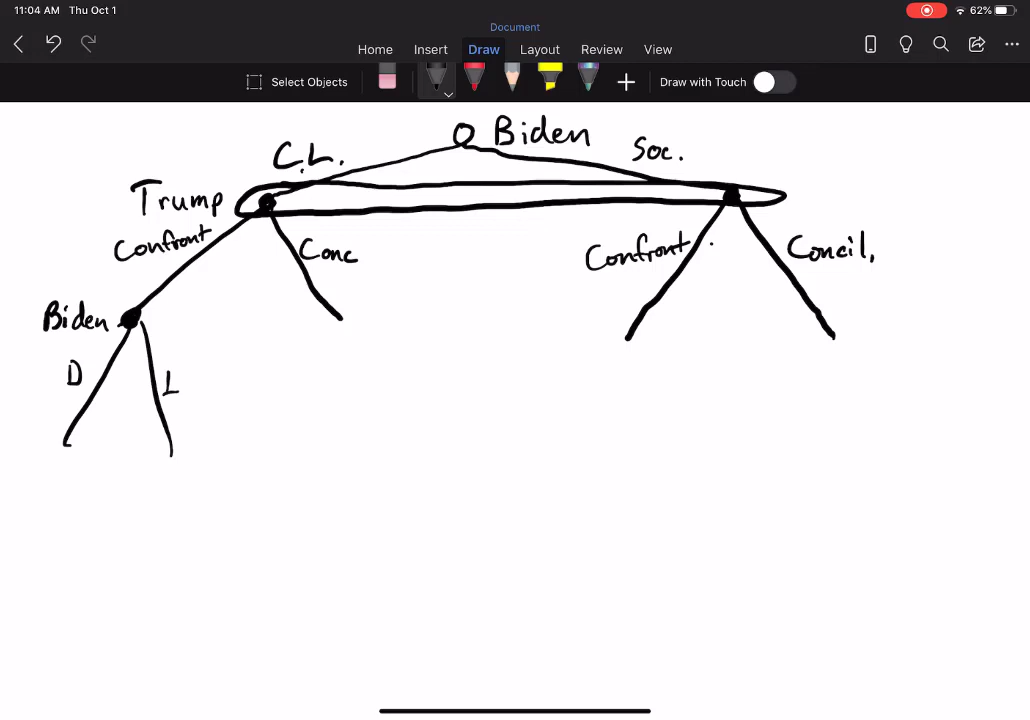 11:04 AM Thu Oct 1
62%
Document
Home Insert Draw Layout Review View
Select Objects
Draw with Touch
Biden
C.L.
Soc.
Trump
Confront
Conc
Confront
Concil,
Biden
D
L